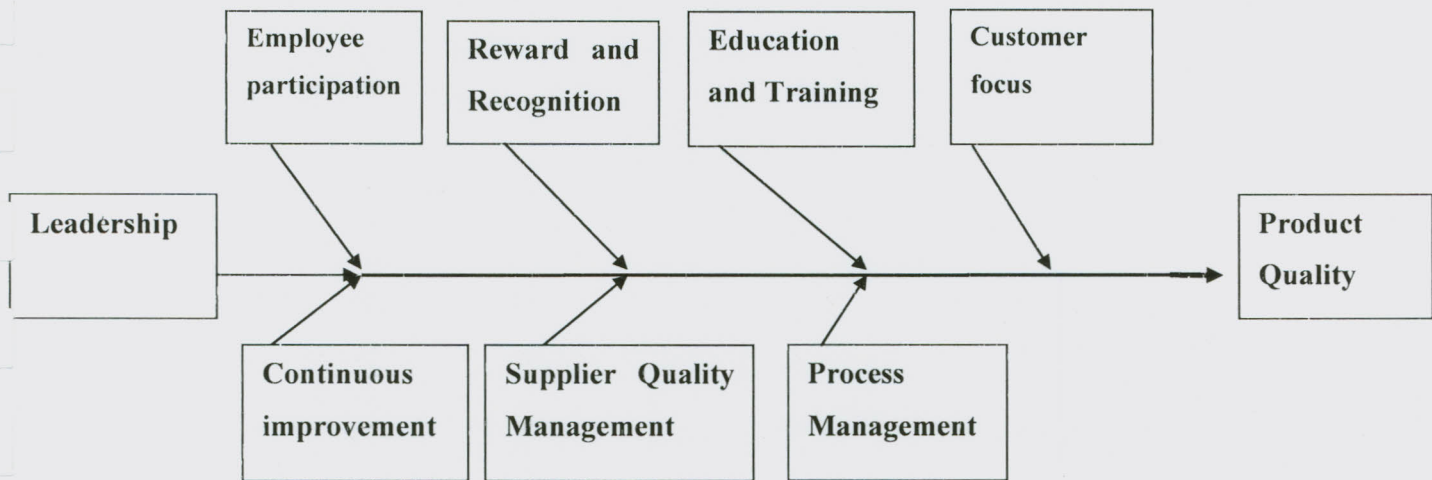 Employee
participation
Reward and
Recognition
Education
and Training
Customer
focus
Leadership
Product
Quality
Continuous
improvement
Supplier Quality
Management
Process
Management